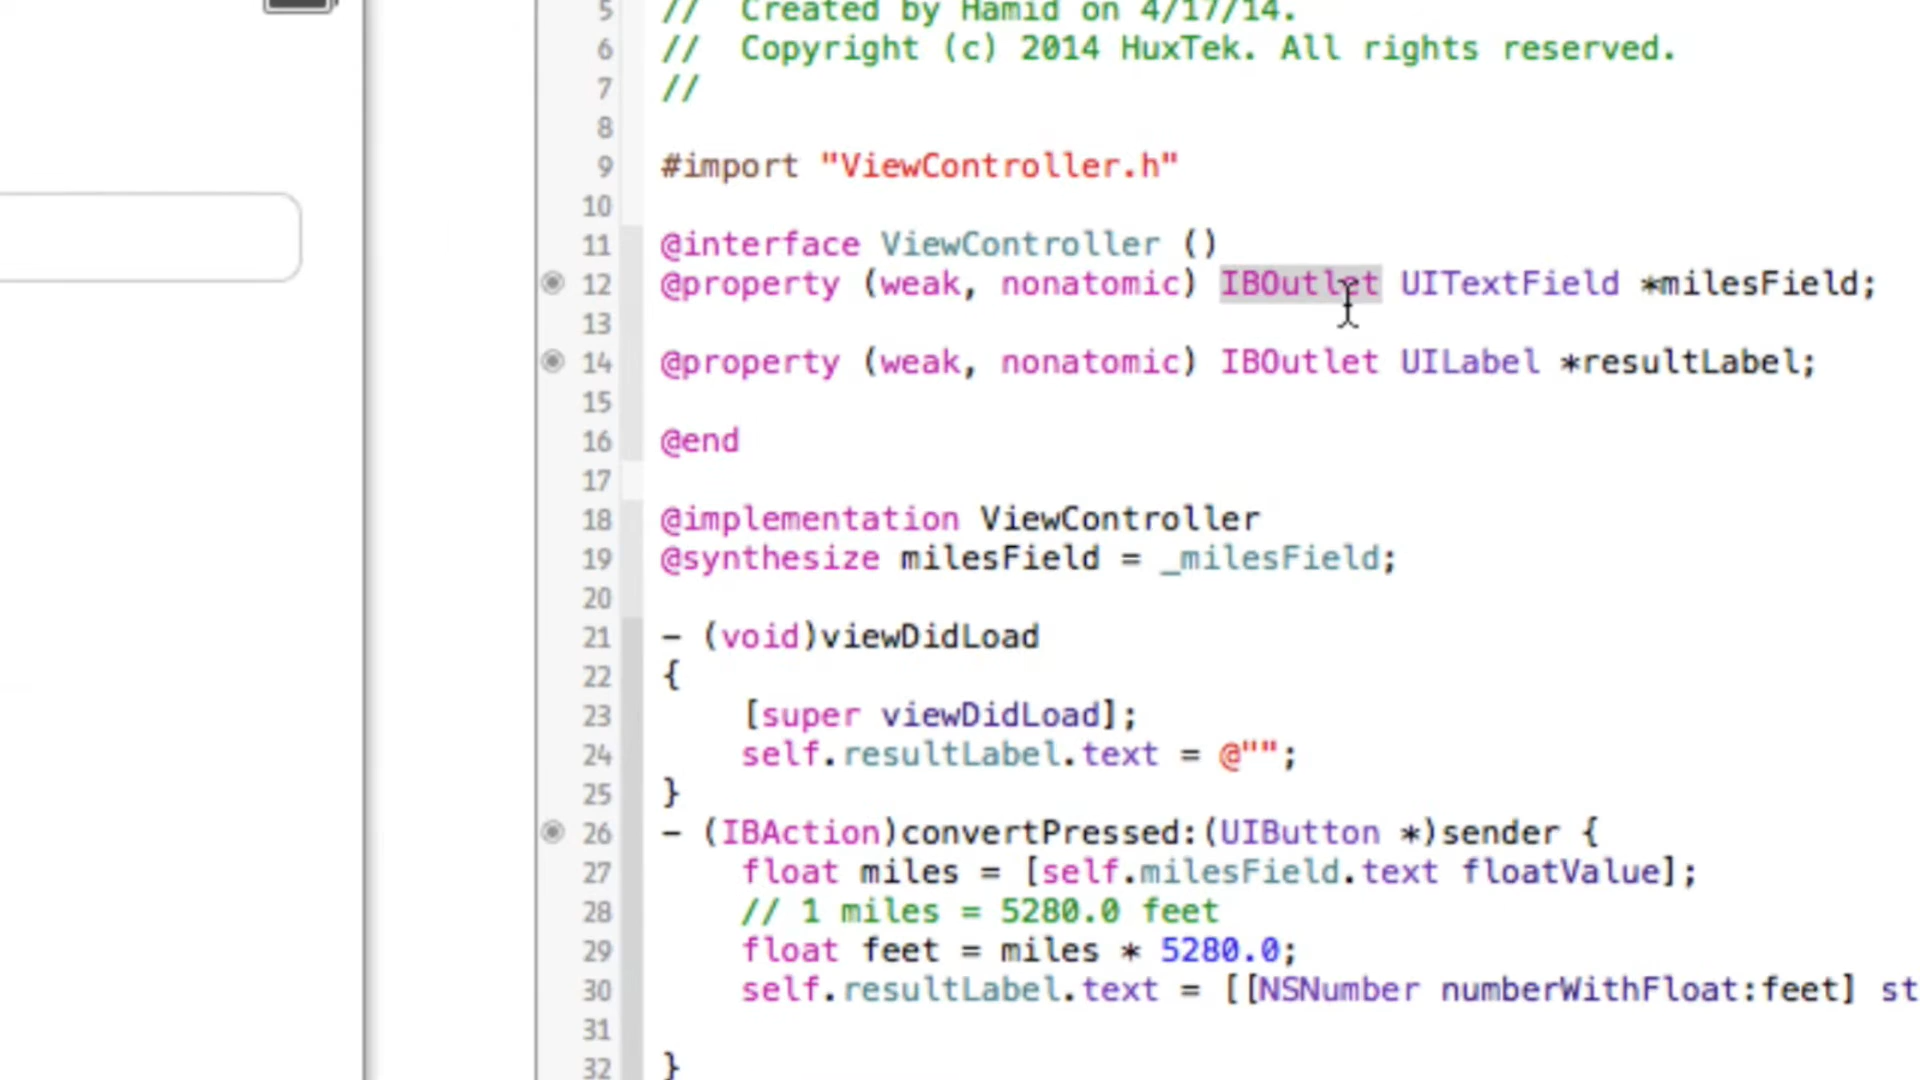 5 // Created by Hamid on 4/17/14.
6 // Copyright (c) 2014 HuxTek. All rights reserved.
7 //
8
9 #import "ViewController.h"
10
11 @interface ViewController ()
12 @property (weak, nonatomic) IBOutlet UITextField *milesField;
13
14 @property (weak, nonatomic) IBOutlet UILabel *resultLabel;
15
16 @end
17
18 @implementation ViewController
19 @synthesize milesField = _milesField;
20
21 - (void)viewDidLoad
22 {
23 [super viewDidLoad];
24 self.resultLabel.text = @"";
25 }
26 - (IBAction)convertPressed:(UIButton *)sender {
27 float miles = [self.milesField.text floatValue];
28 // 1 miles = 5280.0 feet
29 float feet = miles * 5280.0;
30 self.resultLabel.text = [[NSNumber numberWithFloat:feet] st
31
32 }